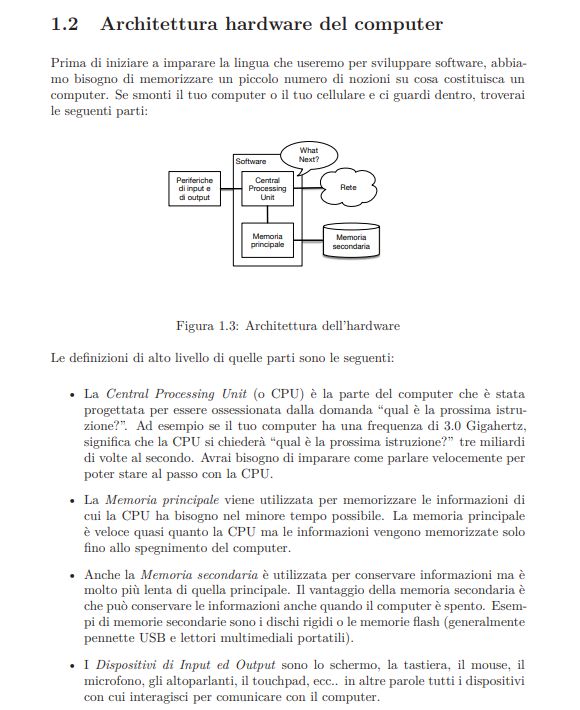 1.2 Architettura hardware del computer
Prima di iniziare a imparare la lingua che useremo per sviluppare software, abbia-
mo bisogno di memorizzare un piccolo numero di nozioni su cosa costituisca un
computer. Se smonti il tuo computer o il tuo cellulare e ci guardi dentro, troverai
le seguenti parti:
What
Next?
Software
Periferiche
di input e
di output
Central
Processing
Unit
Rete
Memoria
principale
Memoria
secondaria
Figura 1.3: Architettura dell'hardware
Le definizioni di alto livello di quelle parti sono le seguenti:
• La Central Processing Unit (o CPU) è la parte del computer che è stata
progettata per essere ossessionata dalla domanda “qual è la prossima istru-
zione?”. Ad esempio se il tuo computer ha una frequenza di 3.0 Gigahertz,
significa che la CPU si chiederà “qual è la prossima istruzione?” tre miliardi
di volte al secondo. Avrai bisogno di imparare come parlare velocemente per
poter stare al passo con la CPU.
• La Memoria principale viene utilizzata per memorizzare le informazioni di
cui la CPU ha bisogno nel minore tempo possibile. La memoria principale
è veloce quasi quanto la CPU ma le informazioni vengono memorizzate solo
fino allo spegnimento del computer.
• Anche la Memoria secondaria è utilizzata per conservare informazioni ma è
molto più lenta di quella principale. Il vantaggio della memoria secondaria è
che può conservare le informazioni anche quando il computer è spento. Esem-
pi di memorie secondarie sono i dischi rigidi o le memorie flash (generalmente
pennette USB e lettori multimediali portatili).
• I Dispositivi di Input ed Output sono lo schermo, la tastiera, il mouse, il
microfono, gli altoparlanti, il touchpad, ecc.. in altre parole tutti i dispositivi
con cui interagisci per comunicare con il computer.